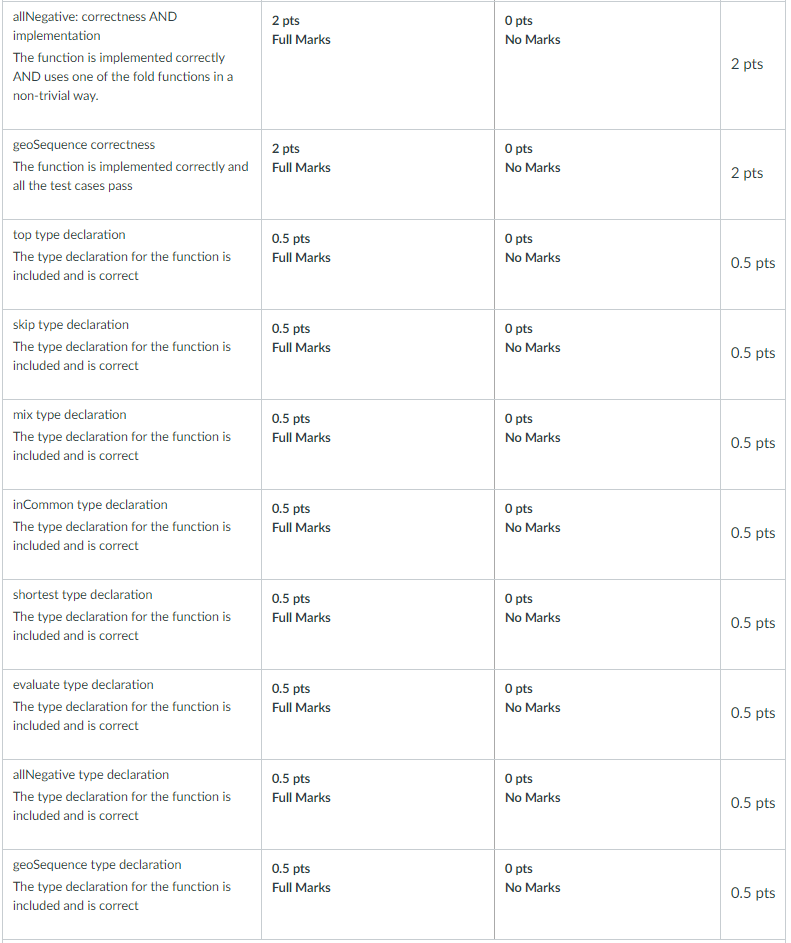 allNegative: correctness AND
implementation
The function is implemented correctly
AND uses one of the fold functions in a
non-trivial way.
2 pts
Full Marks
0 pts
No Marks
2 pts
geoSequence correctness
The function is implemented correctly and
all the test cases pass
2 pts
Full Marks
0 pts
No Marks
2 pts
top type declaration
The type declaration for the function is
included and is correct
0.5 pts
Full Marks
0 pts
No Marks
0.5 pts
skip type declaration
The type declaration for the function is
included and is correct
0.5 pts
Full Marks
0 pts
No Marks
0.5 pts
mix type declaration
The type declaration for the function is
included and is correct
0.5 pts
Full Marks
0 pts
No Marks
0.5 pts
inCommon type declaration
The type declaration for the function is
included and is correct
0.5 pts
Full Marks
0 pts
No Marks
0.5 pts
shortest type declaration
The type declaration for the function is
included and is correct
0.5 pts
Full Marks
0 pts
No Marks
0.5 pts
evaluate type declaration
The type declaration for the function is
included and is correct
0.5 pts
Full Marks
0 pts
No Marks
0.5 pts
allNegative type declaration
The type declaration for the function is
included and is correct
0.5 pts
Full Marks
0 pts
No Marks
0.5 pts
geoSequence type declaration
The type declaration for the function is
included and is correct
0.5 pts
Full Marks
0 pts
No Marks
0.5 pts